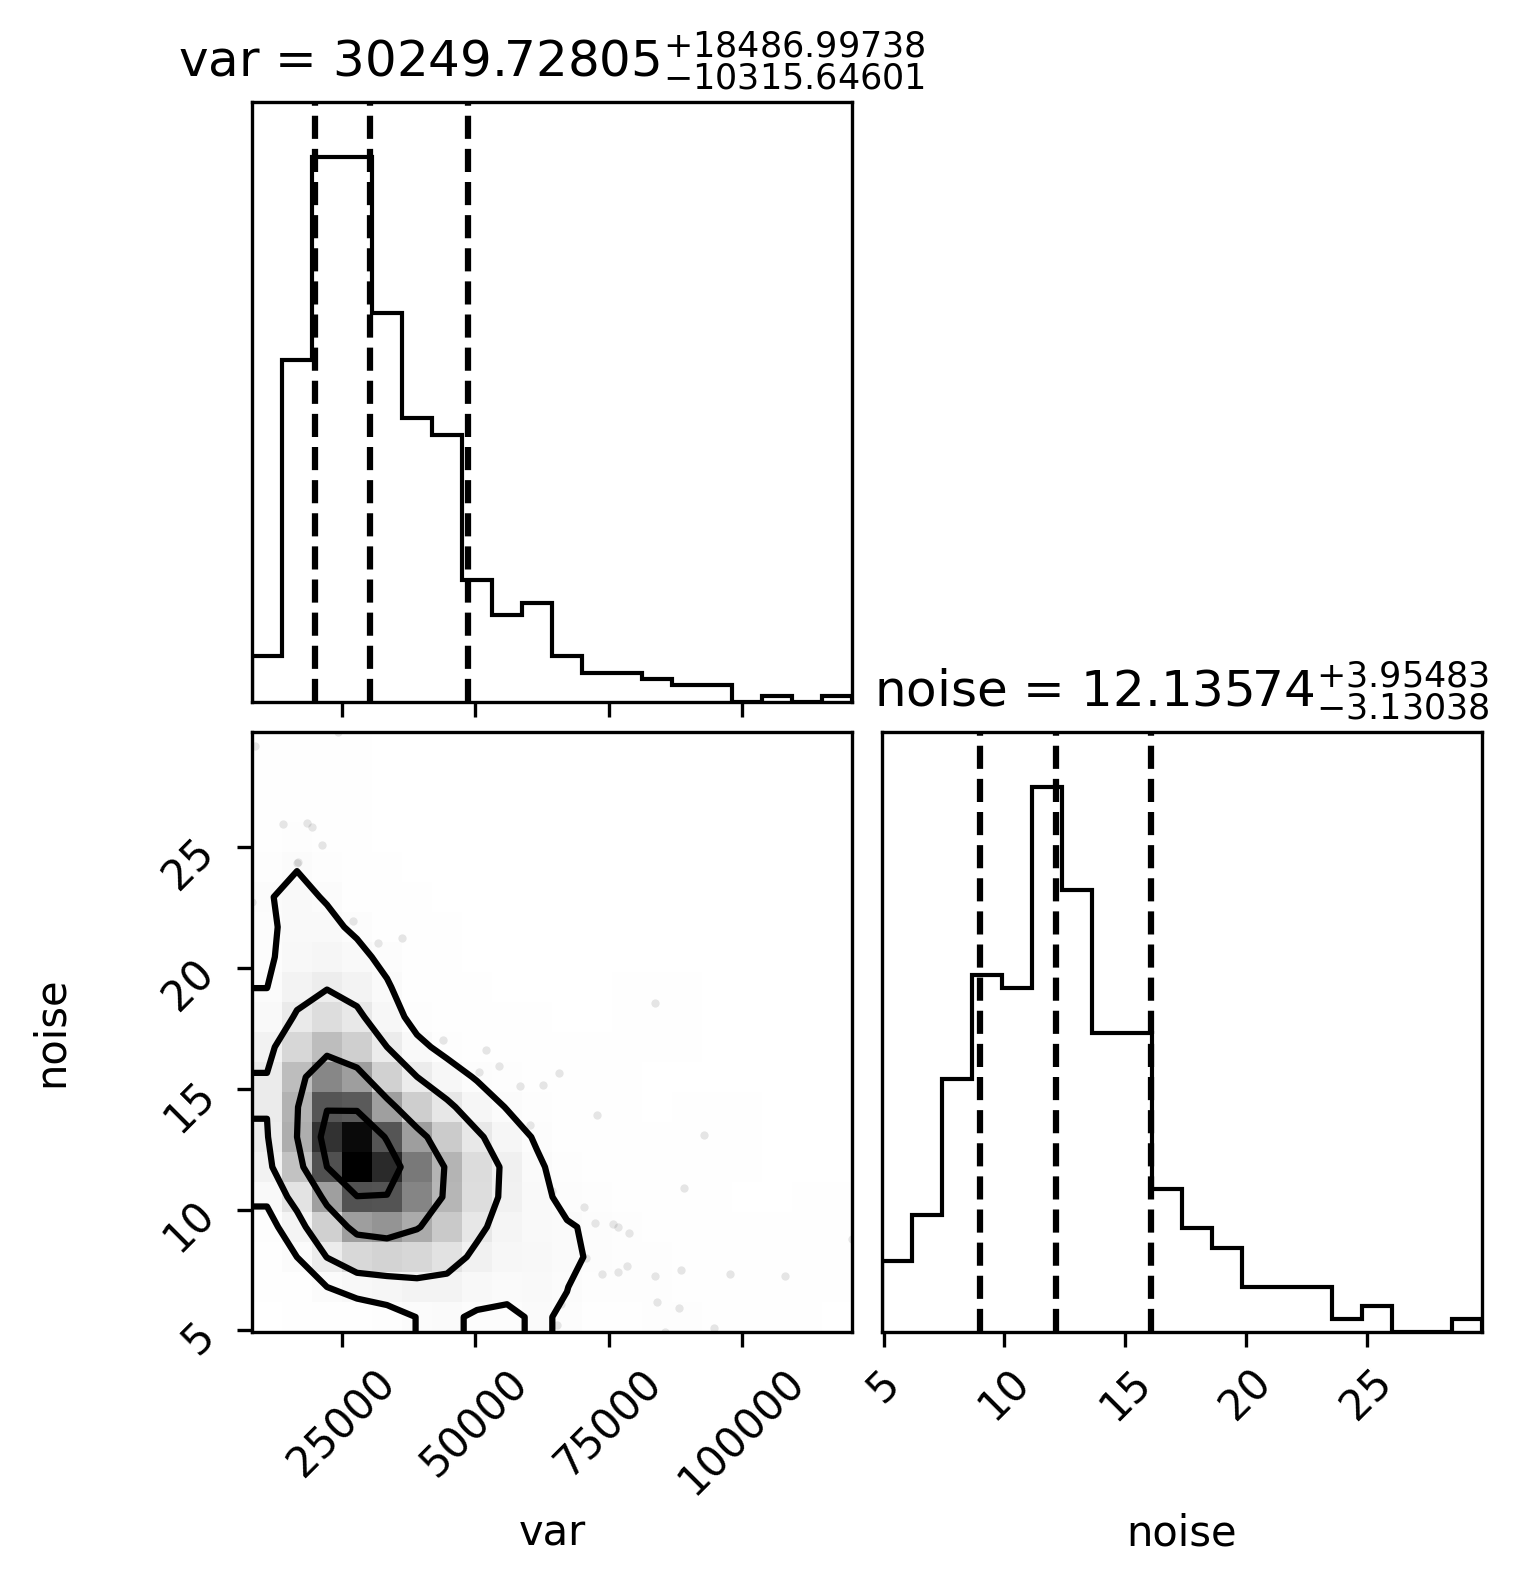 var = 30249.72805+18486.99738−10315.64601
noise = 12.13574+3.95483−3.13038
noise
25
20
15
10
5
25000 50000 75000 100000
5 10 15 20 25
var
noise